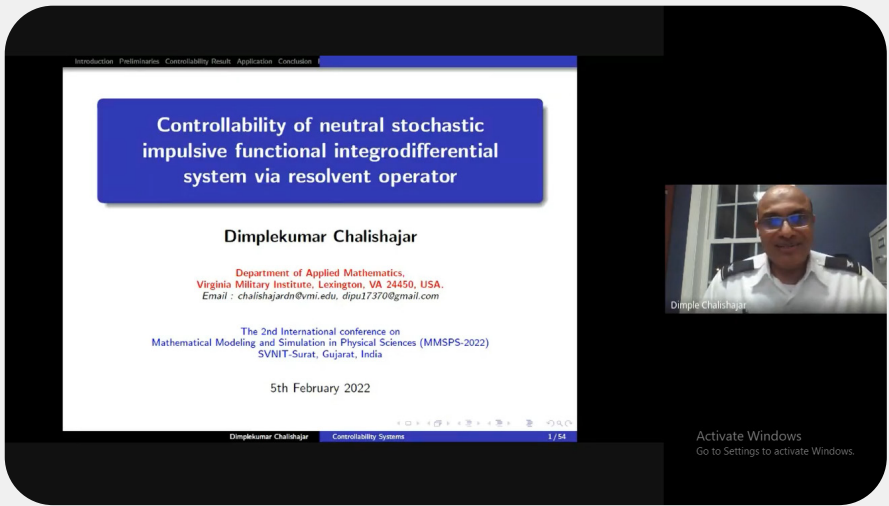 Introduction Preliminaries Controllability Result Application Conclusion
Controllability of neutral stochastic
impulsive functional integrodifferential
system via resolvent operator
Dimplekumar Chalishajar
Department of Applied Mathematics,
Virginia Military Institute, Lexington, VA 24450, USA.
Email : chalishajardn@vmi.edu, dipu17370@gmail.com
The 2nd International conference on
Mathematical Modeling and Simulation in Physical Sciences (MMSPS-2022)
SVNIT-Surat, Gujarat, India
5th February 2022
Dimplekumar Chalishajar Controllability Systems 1 / 54
Dimple Chalishajar
Activate Windows
Go to Settings to activate Windows.